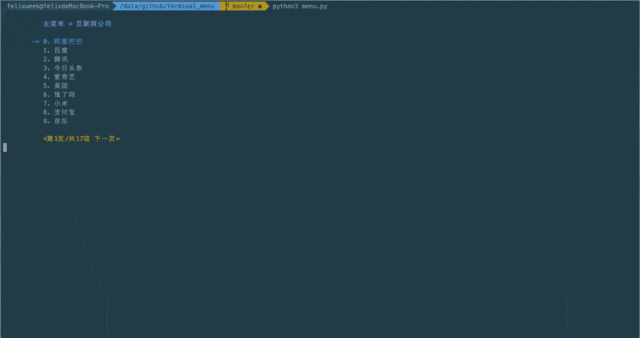 felixweek@felixdeMacBook-Pro /data/github/terminal_menu master ● python3 menu.py
主菜单 > 互联网公司
=> 0. 阿里巴巴
1. 百度
2. 腾讯
3. 今日头条
4. 爱奇艺
5. 美团
6. 饿了吗
7. 小米
8. 支付宝
9. 京东
<第1页/共17项 下一页>